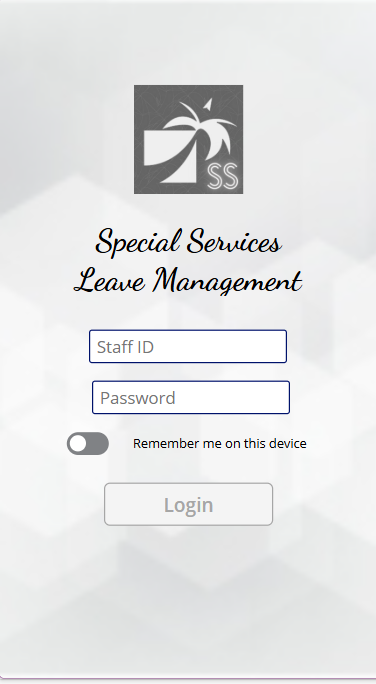 SS
Special Services
Leave Management
Staff ID
Password
Remember me on this device
Login